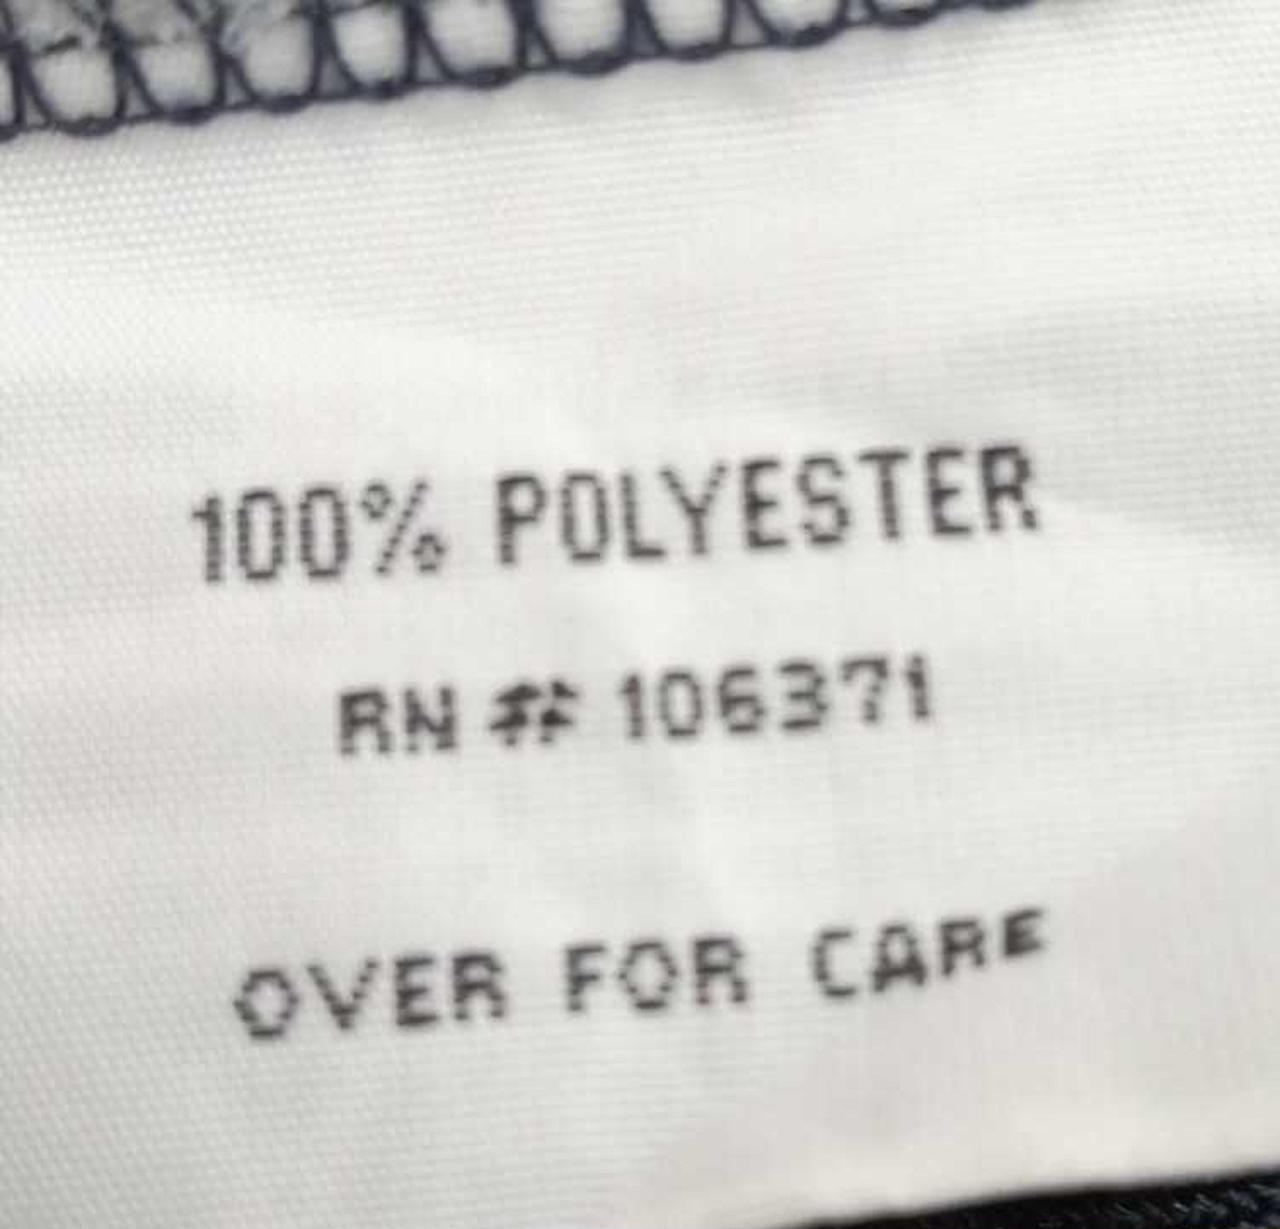 100% POLYESTER
RN # 106371
OVER FOR CARE